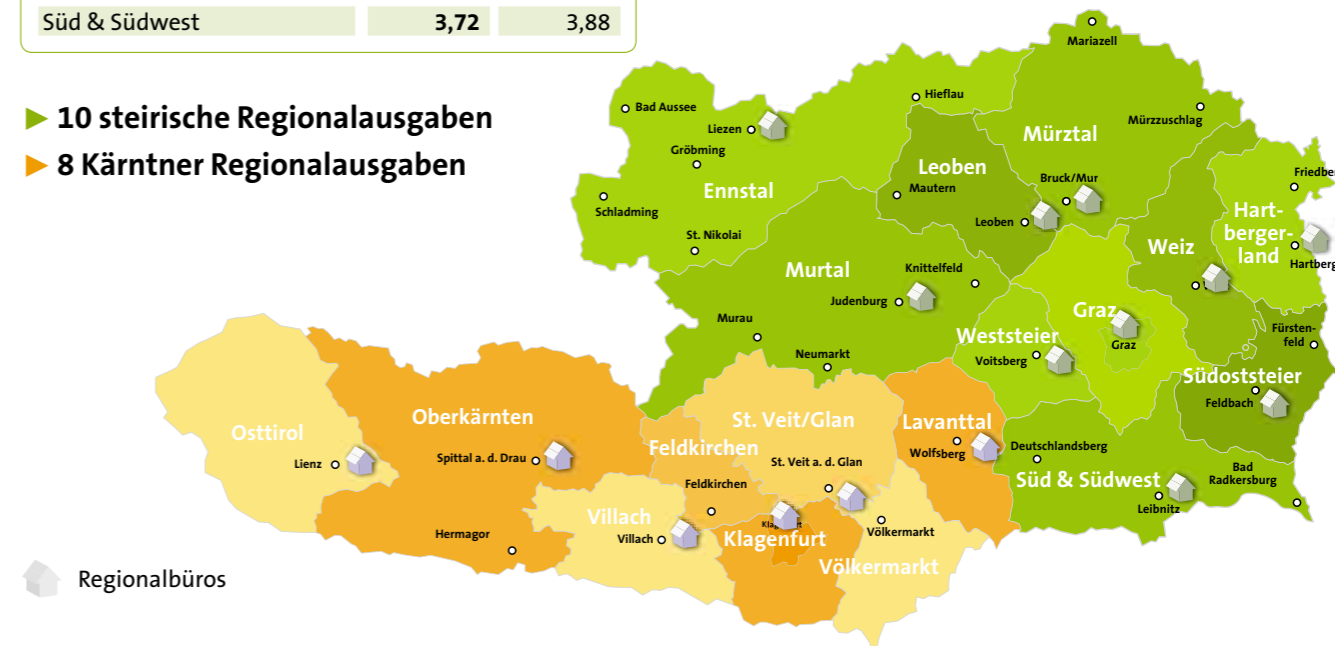 Süd & Südwest 3,72 3,88
▶ 10 steirische Regionalausgaben
▶ 8 Kärntner Regionalausgaben
Mariazell
Hieflau
Bad Aussee
Liezen
Mürzzuschlag
Mürztal
Gröbming
Leoben
Bruck/Mur
Ennstal
Mautern
Schladming
Leoben
Hart-
berger-
land
Hartberg
St. Nikolai
Weiz
Murtal
Knittelfeld
Judenburg
Graz
Graz
Murau
Weststeier
Voitsberg
Fürsten-
feld
Neumarkt
Südoststeier
Feldbach
Oberkärnten
St. Veit/Glan
Lavanttal
Osttirol
Feldkirchen
Wolfsberg
Deutschlandsberg
Lienz
Spittal a. d. Drau
St. Veit a. d. Glan
Süd & Südwest
Bad
Radkersburg
Feldkirchen
Leibnitz
Villach
Villach
Klagenfurt
Völkermarkt
Hermagor
Völkermarkt
Regionalbüros